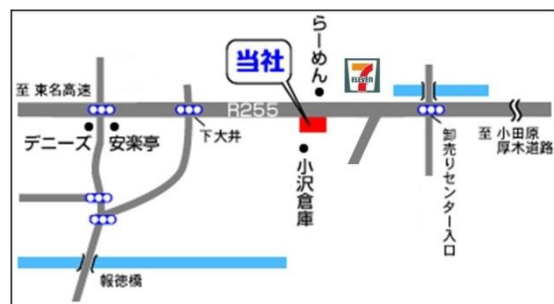 らーめん
当社
7
ELEVEN
至 東名高速
R255
デニーズ
安楽亭
下大井
小沢倉庫
卸売りセンター入口
至 小田原
厚木道路
報徳橋